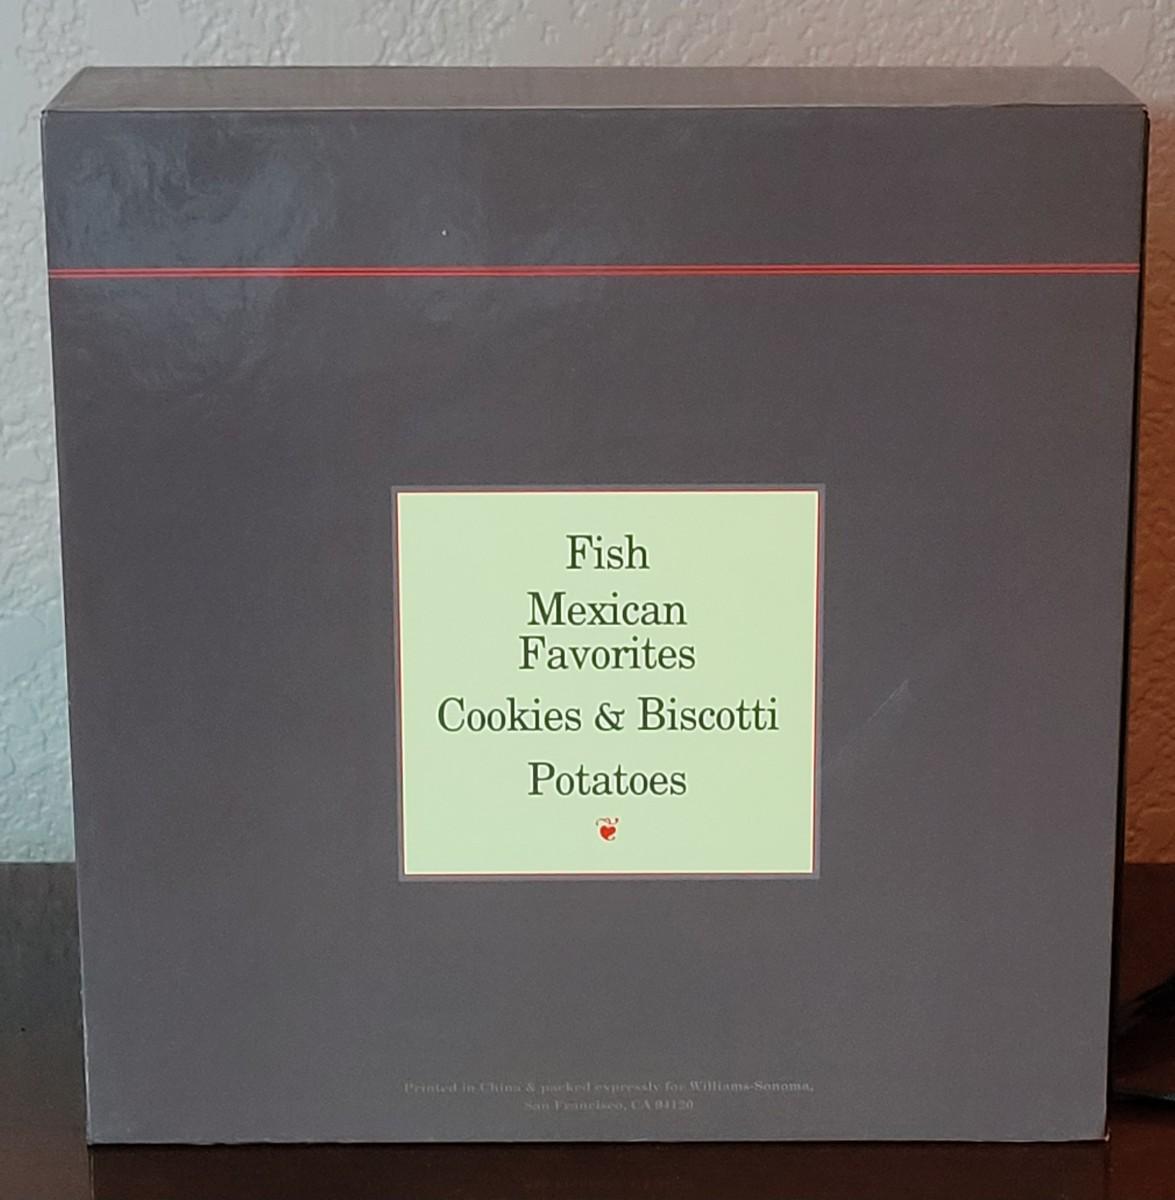 Fish
Mexican
Favorites
Cookies & Biscotti
Potatoes
Printed in China & packed expressly for Williams-Sonoma,
San Francisco, CA 94120